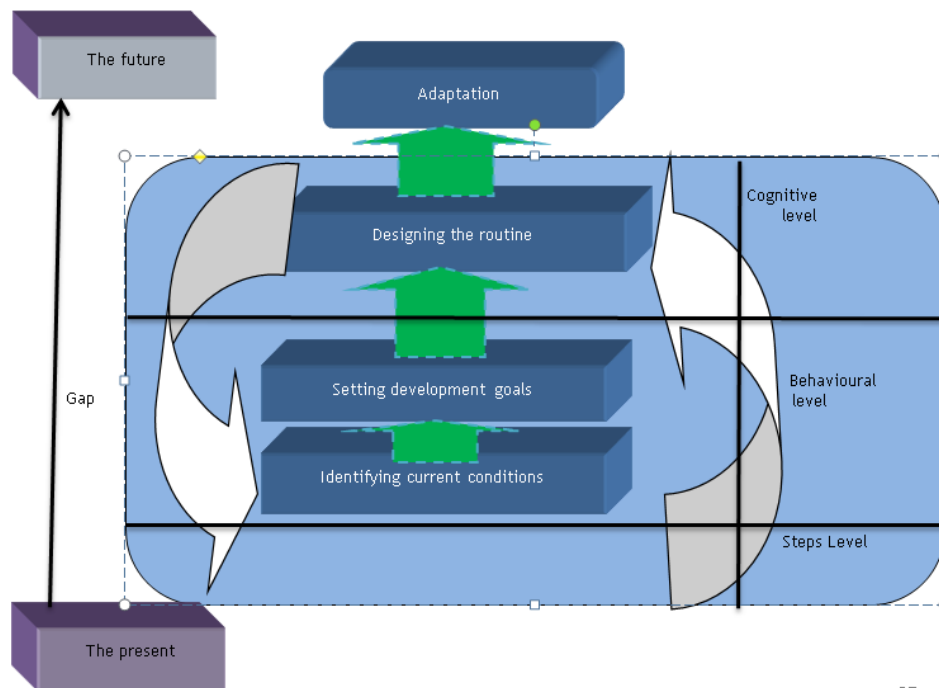 The future
Adaptation
Cognitive
level
Designing the routine
Behavioural
level
Setting development goals
Gap
Identifying current conditions
Steps Level
The present